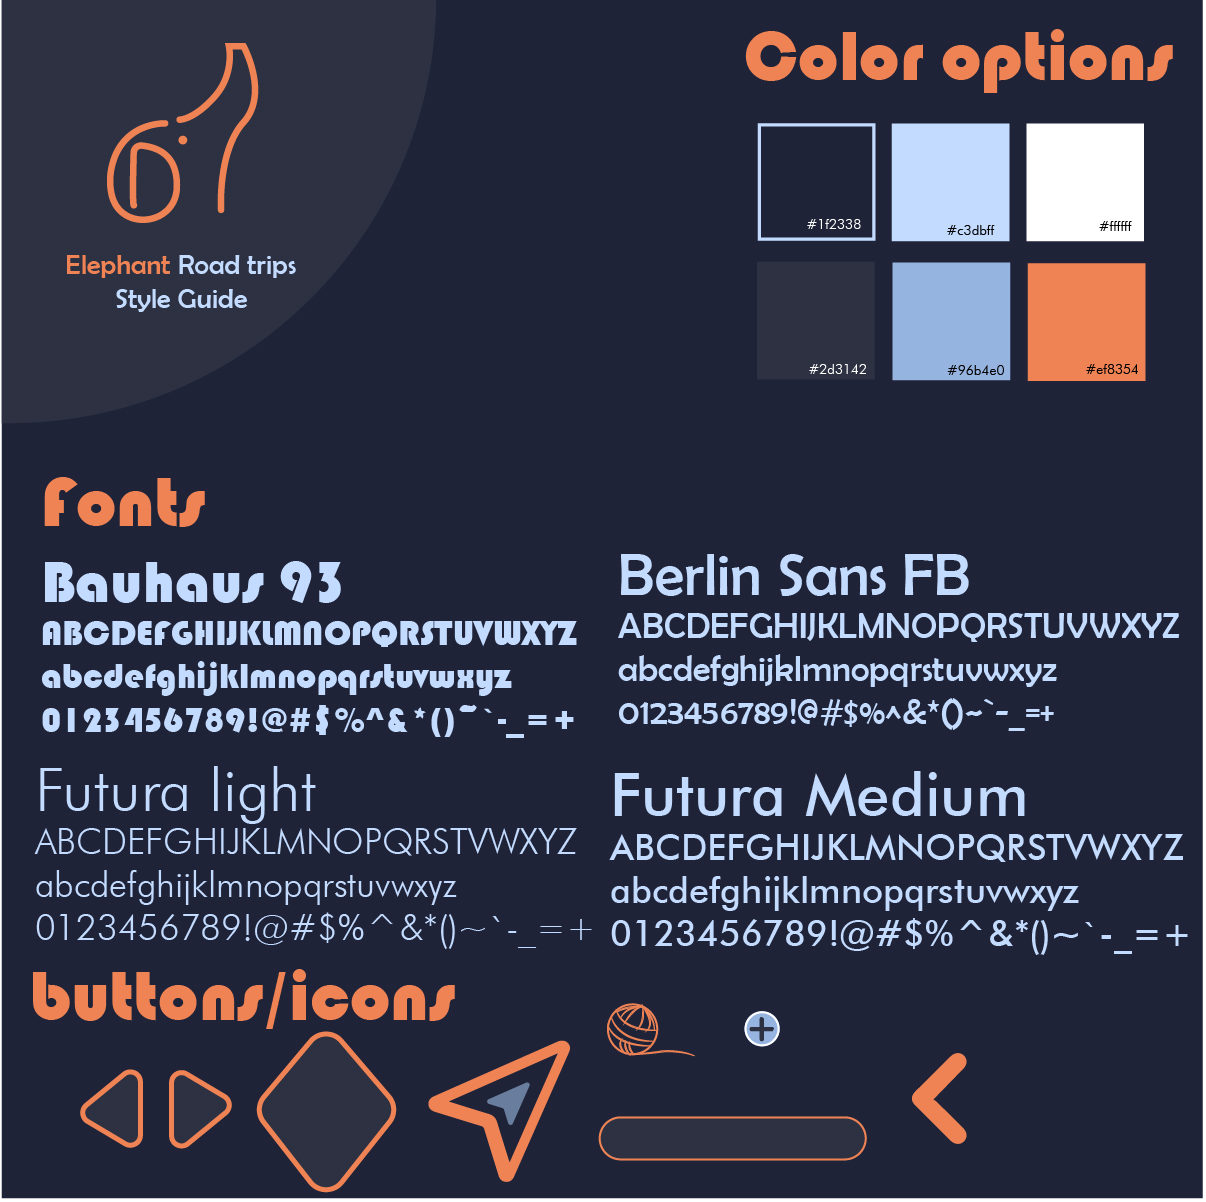 Color options
#1f2338
#c3dbff
#ffffff
Elephant Road trips
Style Guide
#2d3142
#96b4e0
#ef8354
Fonts
Bauhaus 93
ABCDEFGHIJKLMNOPQRSTUVWXYZ
abcdefghijklmnopqrstuvwxyz
0123456789!@#$%^&*()~`-_=+
Berlin Sans FB
ABCDEFGHIJKLMNOPQRSTUVWXYZ
abcdefghijklmnopqrstuvwxyz
0123456789!@#$%^&*()~`-_=+
Futura light
ABCDEFGHIJKLMNOPQRSTVWXYZ
abcdefghijklmnopqrstuvwxyz
0123456789!@#$%^&*()~`-_=+
Futura Medium
ABCDEFGHIJKLMNOPQRSTVWXYZ
abcdefghijklmnopqrstuvwxyz
0123456789!@#$%^&*()~`-_=+
buttons/icons